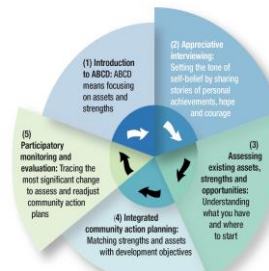 (1) Introduction
to ABCD: ABCD
means focusing
on assets and
strengths
(2) Appreciative
interviewing:
Setting the tone
of self-belief by
sharing stories
of personal
achievements, hope
and courage
(3)
Assessing
existing assets,
strengths and
opportunities:
Understanding
what you have
and where
to start
(4) Integrated
community action planning:
Matching strengths and assets
with development objectives
(5)
Participatory
monitoring and
evaluation: Tracing the
most significant change
to assess and readjust
community action
plans